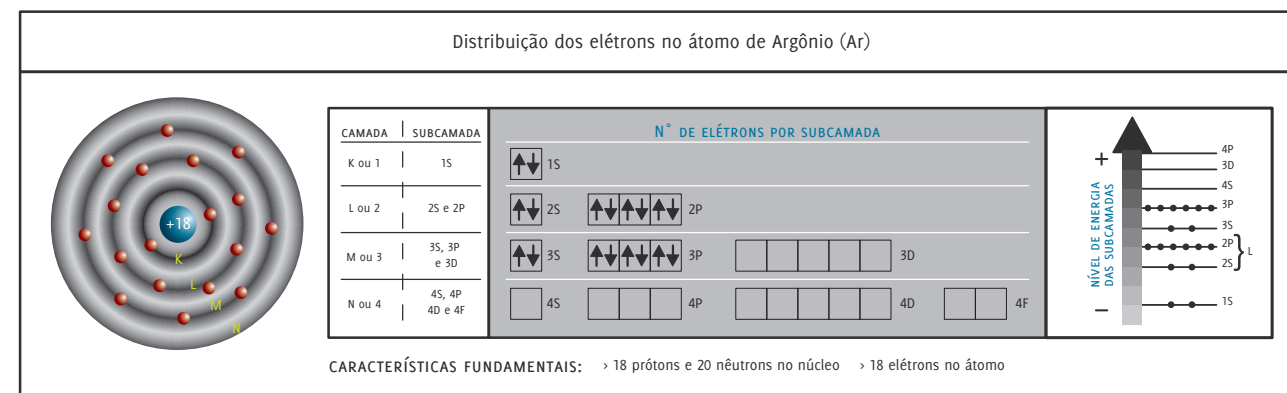 Distribuição dos elétrons no átomo de Argônio (Ar)
+18
K
L
M
N
CAMADA SUBCAMADA
K ou 1 1S
L ou 2 2S e 2P
M ou 3 3S, 3P
e 3D
N ou 4 4S, 4P
4D e 4F
N° DE ELÉTRONS POR SUBCAMADA
1S
2S 2P
3S 3P 3D
4S 4P 4D 4F
+
NÍVEL DE ENERGIA
DAS SUBCAMADAS
–
4P
3D
4S
3P
3S
2P
L
2S
1S
CARACTERÍSTICAS FUNDAMENTAIS: › 18 prótons e 20 nêutrons no núcleo › 18 elétrons no átomo